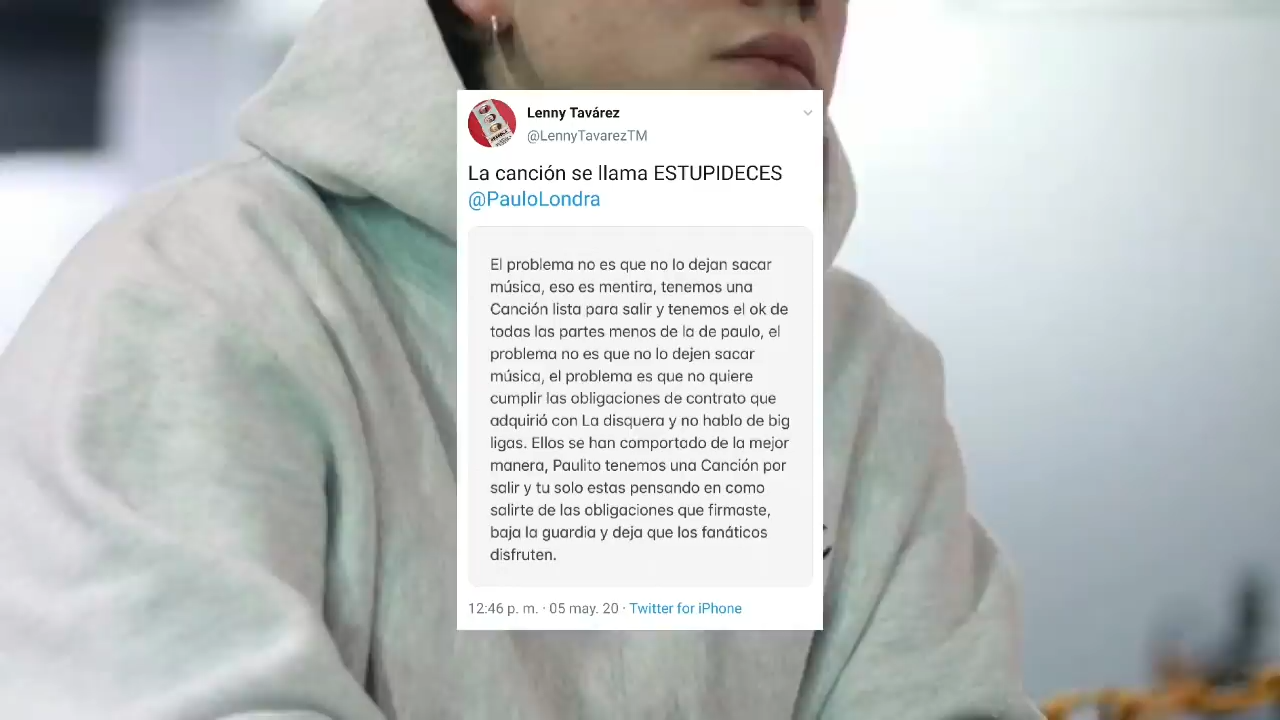 Lenny Tavárez
@LennyTavarezTM
La canción se llama ESTUPIDECES
@PauloLondra
El problema no es que no lo dejan sacar
música, eso es mentira, tenemos una
Canción lista para salir y tenemos el ok de
todas las partes menos de la de paulo, el
problema no es que no lo dejen sacar
música, el problema es que no quiere
cumplir las obligaciones de contrato que
adquirió con La disquera y no hablo de big
ligas. Ellos se han comportado de la mejor
manera, Paulito tenemos una Canción por
salir y tu solo estas pensando en como
salirte de las obligaciones que firmaste,
baja la guardia y deja que los fanáticos
disfruten.
12:46 p. m. · 05 may. 20 · Twitter for iPhone